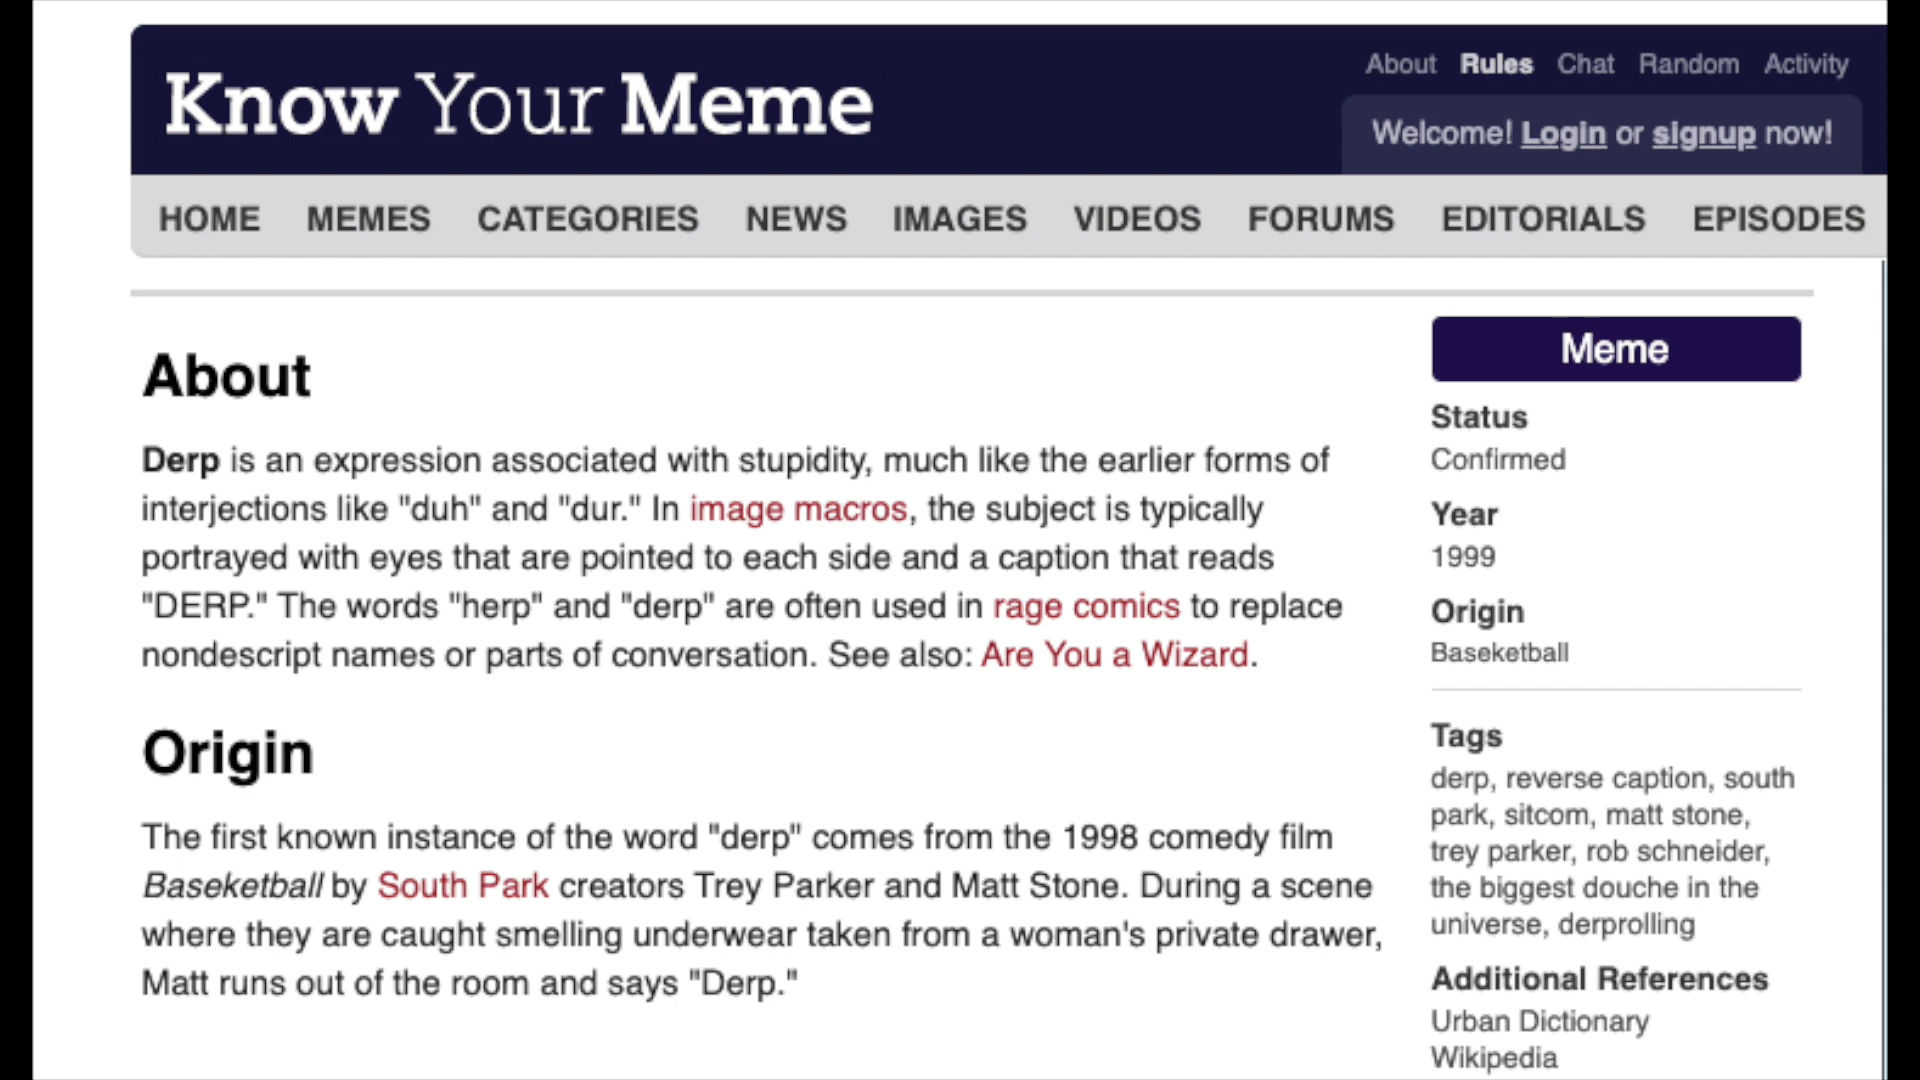 Know Your Meme
About Rules Chat Random Activity
Welcome! Login or signup now!
HOME MEMES CATEGORIES NEWS IMAGES VIDEOS FORUMS EDITORIALS EPISODES
About
Derp is an expression associated with stupidity, much like the earlier forms of
interjections like "duh" and "dur." In image macros, the subject is typically
portrayed with eyes that are pointed to each side and a caption that reads
"DERP." The words "herp" and "derp" are often used in rage comics to replace
nondescript names or parts of conversation. See also: Are You a Wizard.
Origin
The first known instance of the word "derp" comes from the 1998 comedy film
Baseketball by South Park creators Trey Parker and Matt Stone. During a scene
where they are caught smelling underwear taken from a woman's private drawer,
Matt runs out of the room and says "Derp."
Meme
Status
Confirmed
Year
1999
Origin
Baseketball
Tags
derp, reverse caption, south
park, sitcom, matt stone,
trey parker, rob schneider,
the biggest douche in the
universe, derprolling
Additional References
Urban Dictionary
Wikipedia